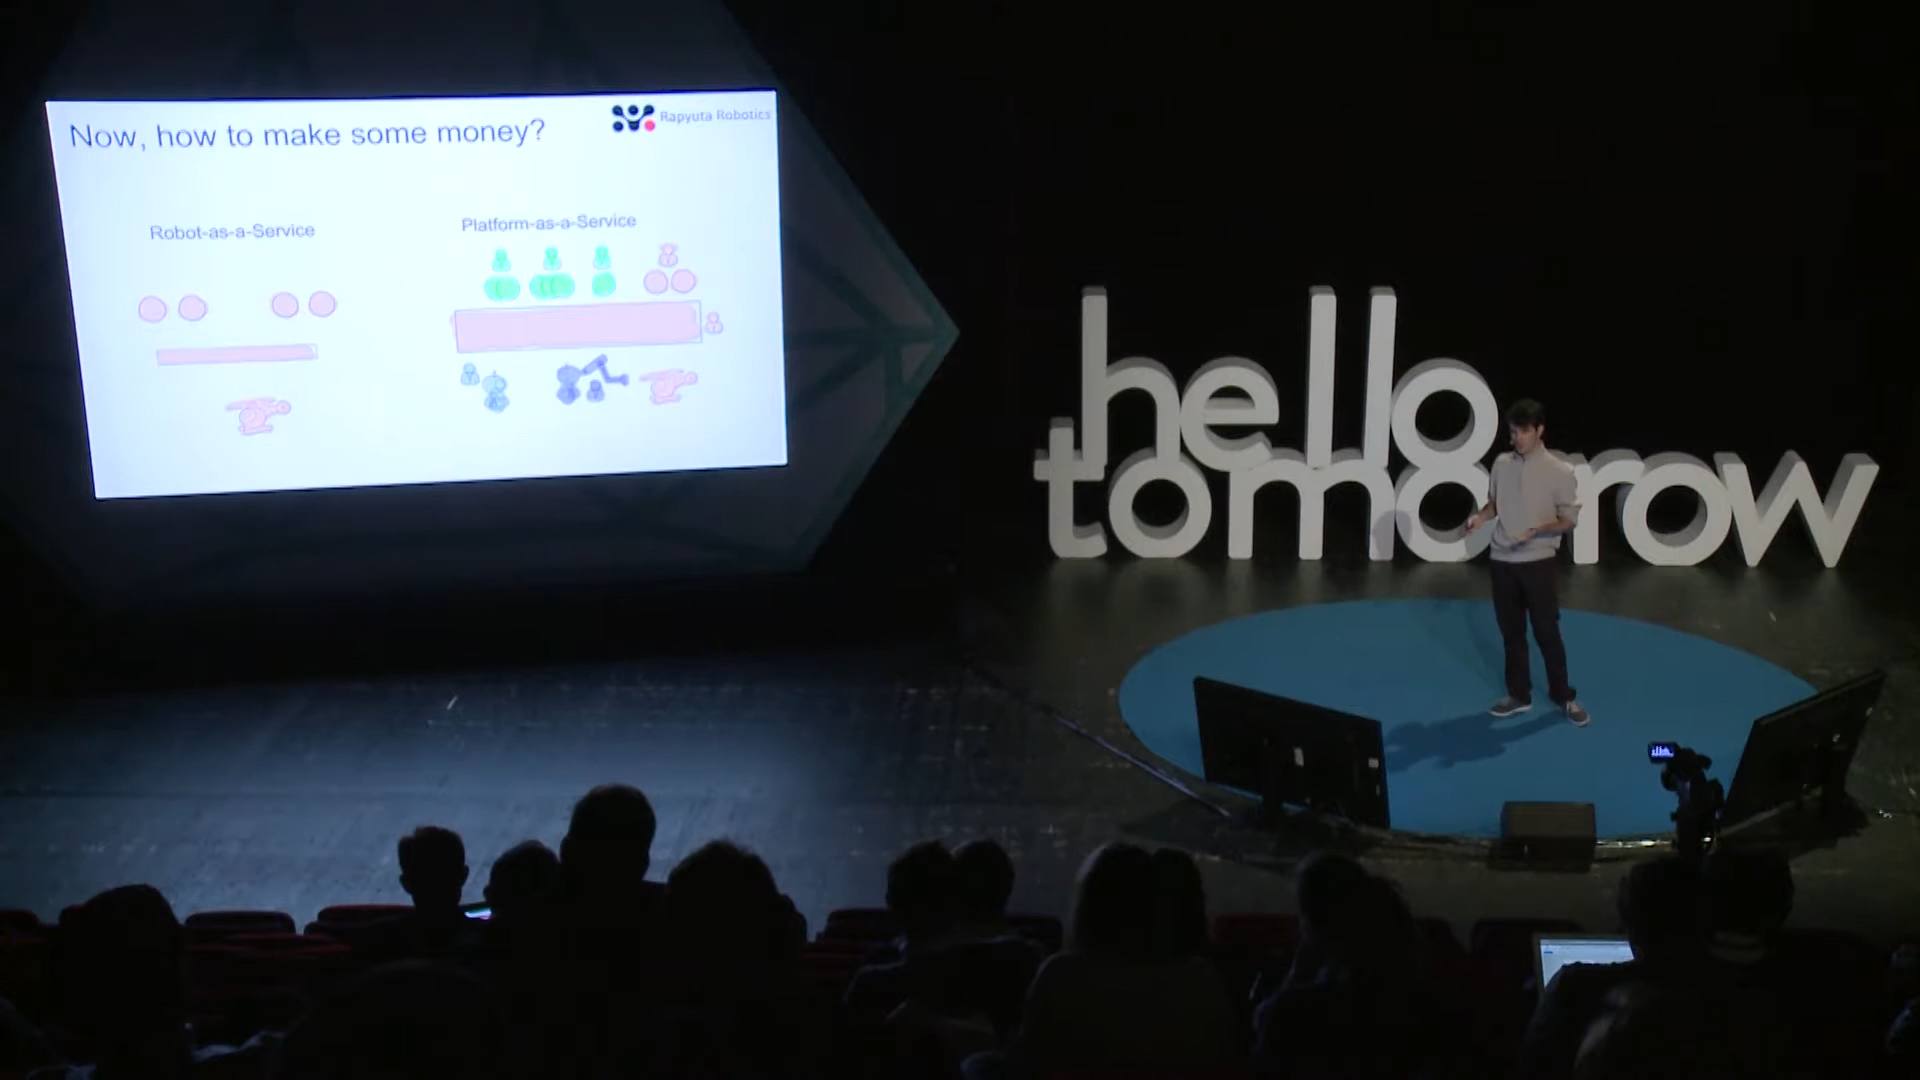 Now, how to make some money?
Rapyuta Robotics
Robot-as-a-Service
Platform-as-a-Service
hello
tomorrow